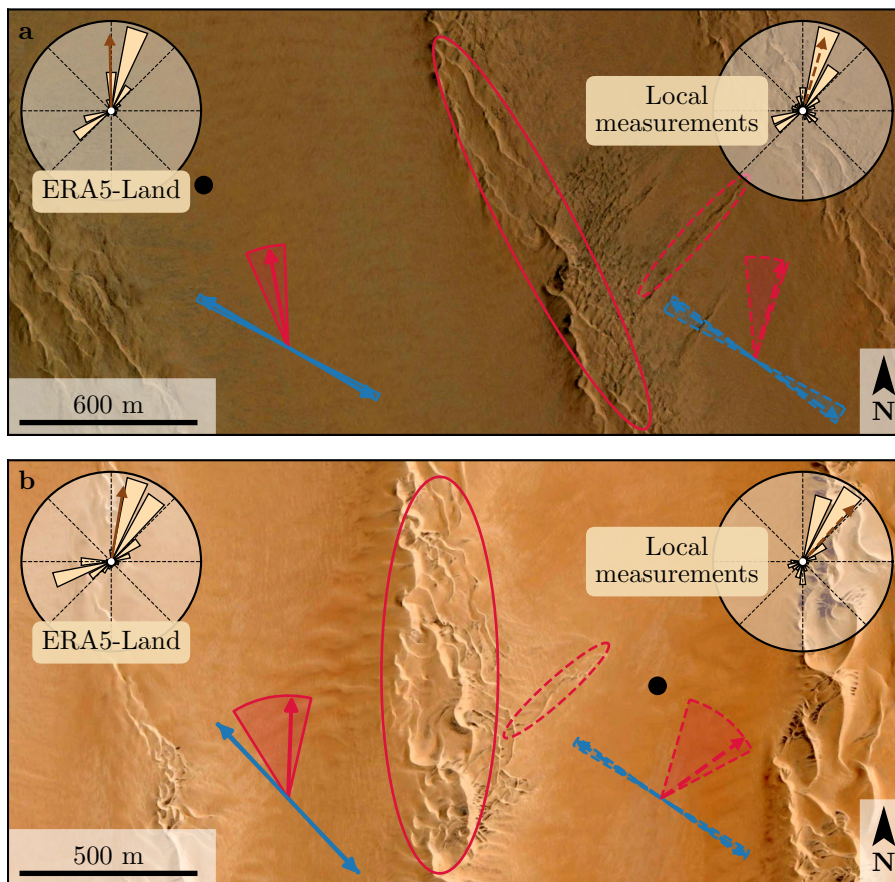 a
ERA5-Land
Local
measurements
600 m
N
b
ERA5-Land
Local
measurements
500 m
N